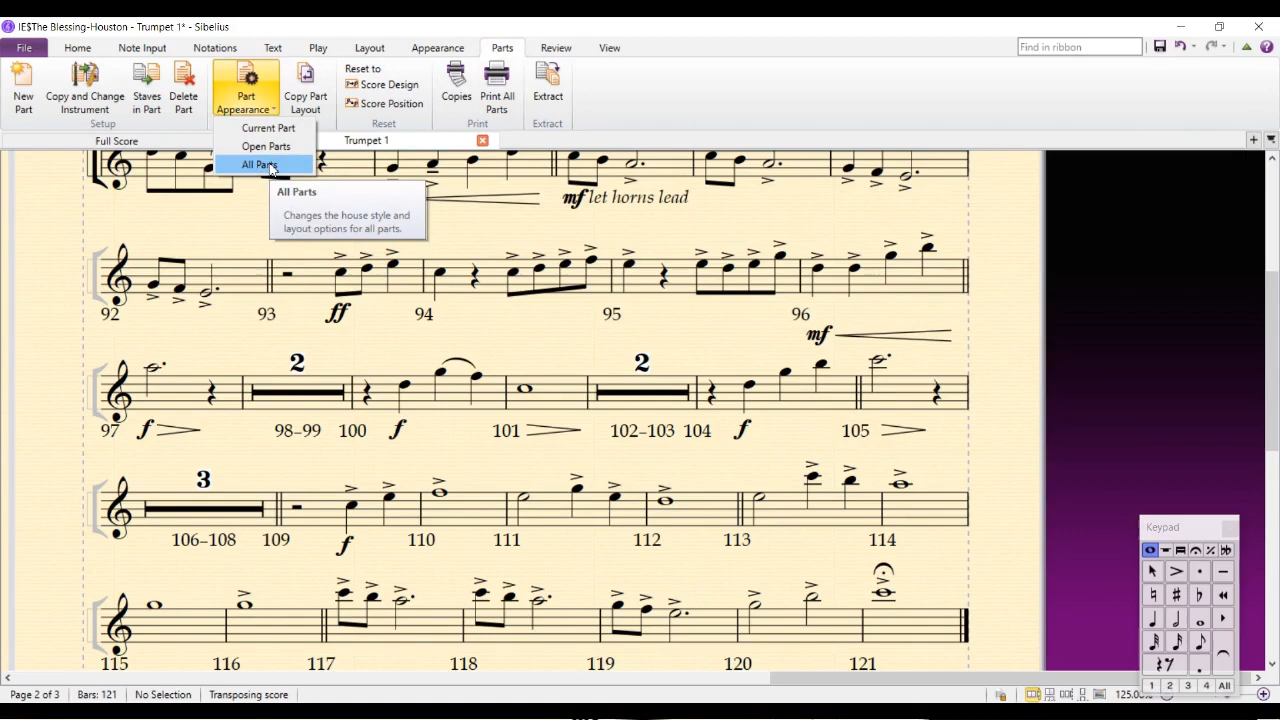 IE$The Blessing-Houston - Trumpet 1* - Sibelius
File Home Note Input Notations Text Play Layout Appearance Parts Review View Find in ribbon
New Part
Copy and Change Instrument
Staves in Part
Delete Part
Setup
Part Appearance
Copy Part Layout
Reset to
Score Design
Score Position
Reset
Copies
Print All Parts
Print
Extract
Extract
Full Score
Trumpet 1
Current Part
Open Parts
All Parts
All Parts
Changes the house style and
layout options for all parts.
mf let horns lead
92 93 ff 94 95 96
mf
2 2
97 f 98–99 100 f 101 102–103 104 f 105
3
106–108 109 f 110 111 112 113 114
115 116 117 118 119 120 121
Keypad
1 2 3 4 All
Page 2 of 3 Bars: 121 No Selection Transposing score